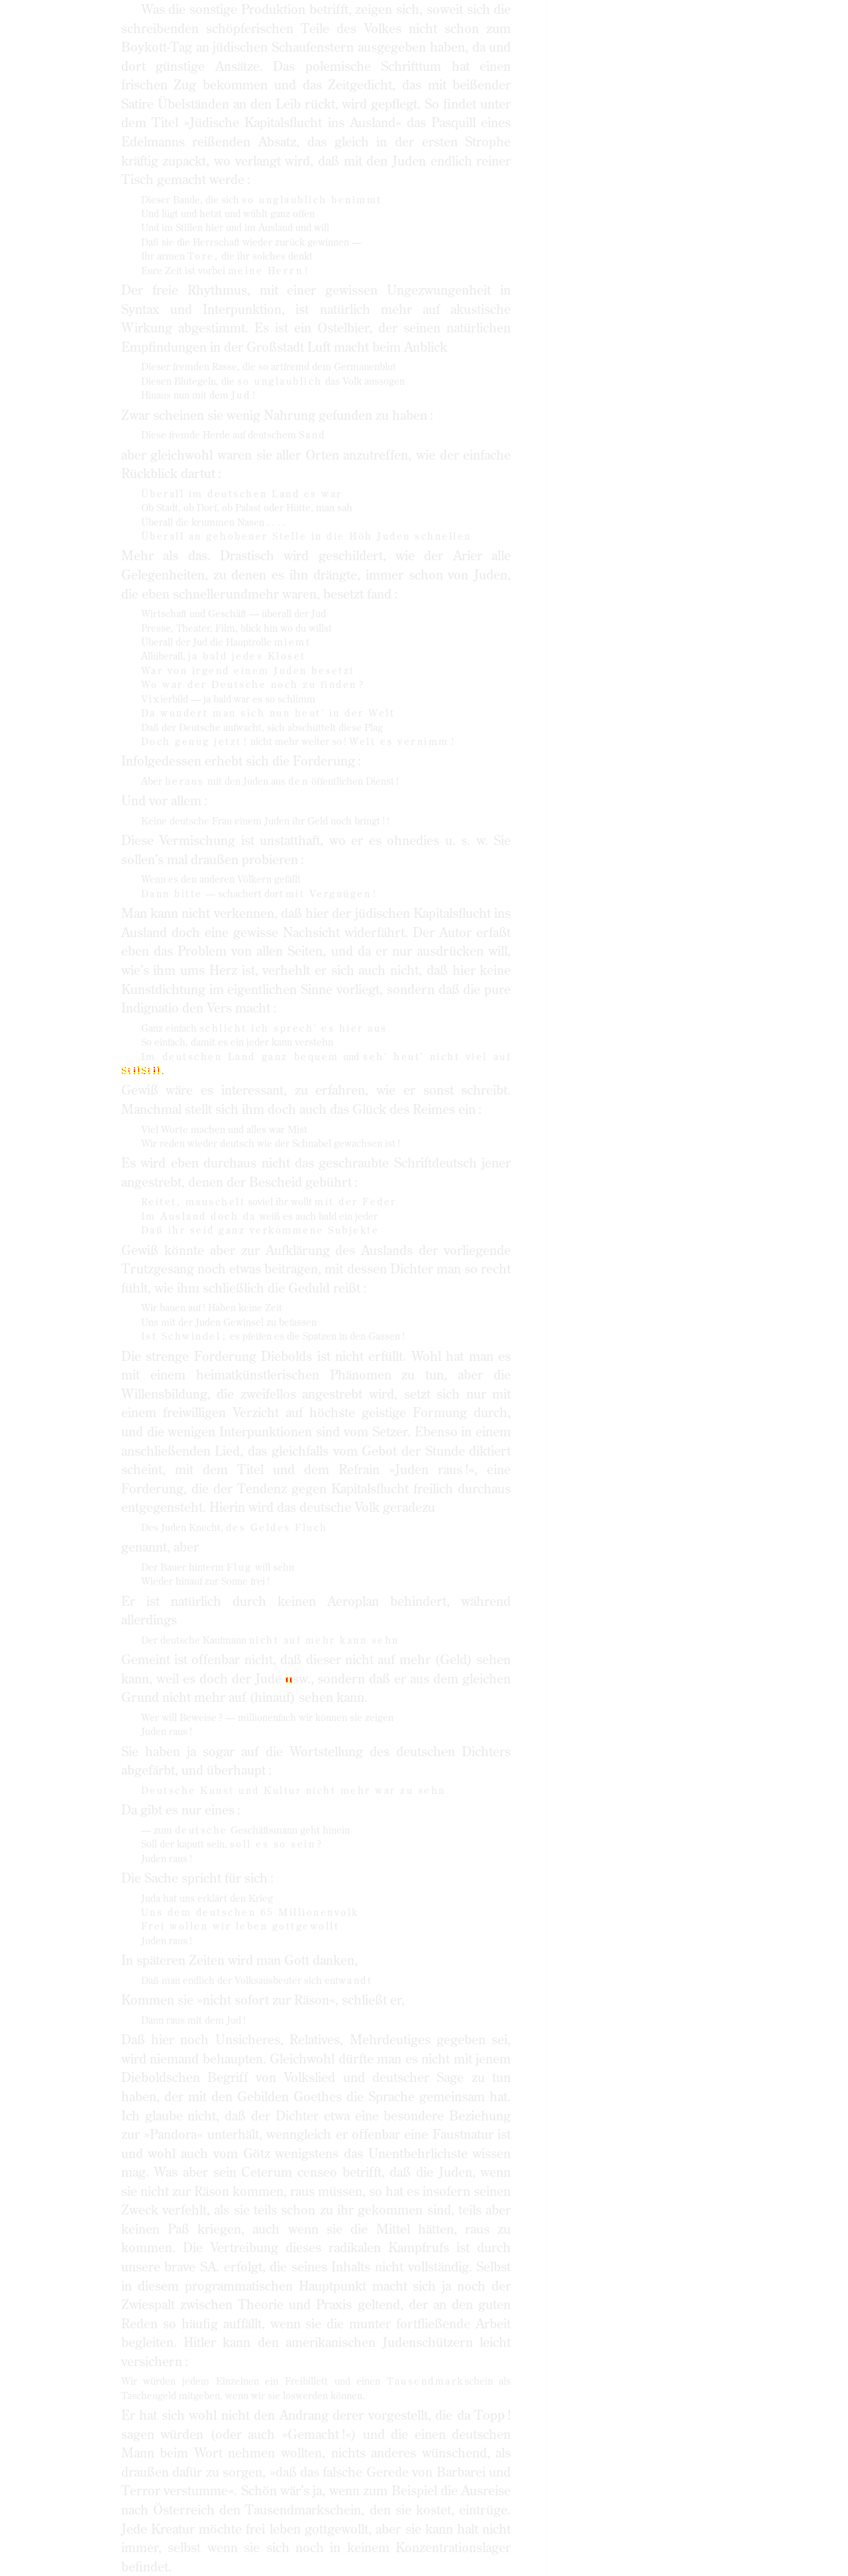 Was die sonstige Produktion betrifft, zeigen sich, soweit sich die
schreibenden schöpferischen Teile des Volkes nicht schon zum
Boykott-Tag an jüdischen Schaufenstern ausgegeben haben, da und
dort günstige Ansätze. Das polemische Schrifttum hat einen
frischen Zug bekommen und das Zeitgedicht, das mit beißender
Satire Übelständen an den Leib rückt, wird gepflegt. So findet unter
dem Titel »Jüdische Kapitalsflucht ins Ausland« das Pasquill eines
Edelmanns reißenden Absatz, das gleich in der ersten Strophe
kräftig zupackt, wo verlangt wird, daß mit den Juden endlich reiner
Tisch gemacht werde :
Dieser Bande, die sich so unglaublich benimmt
Und lügt und hetzt und wühlt ganz offen
Und im Stillen hier und im Ausland und will
Daß sie die Herrschaft wieder zurück gewinnen —
Ihr armen Tore, die ihr solches denkt
Eure Zeit ist vorbei meine Herrn !
Der freie Rhythmus, mit einer gewissen Ungezwungenheit in
Syntax und Interpunktion, ist natürlich mehr auf akustische
Wirkung abgestimmt. Es ist ein Ostelbier, der seinen natürlichen
Empfindungen in der Großstadt Luft macht beim Anblick
Dieser fremden Rasse, die so artfremd dem Germanenblut
Diesen Blutegeln, die so unglaublich das Volk aussogen
Hinaus nun mit dem Jud !
Zwar scheinen sie wenig Nahrung gefunden zu haben :
Diese fremde Herde auf deutschem Sand
aber gleichwohl waren sie aller Orten anzutreffen, wie der einfache
Rückblick dartut :
Überall im deutschen Land es war
Ob Stadt, ob Dorf, ob Palast oder Hütte, man sah
Überall die krummen Nasen . . . .
Überall an gehobener Stelle in die Höh Juden schnellen
Mehr als das. Drastisch wird geschildert, wie der Arier alle
Gelegenheiten, zu denen es ihn drängte, immer schon von Juden,
die eben schnellerundmehr waren, besetzt fand :
Wirtschaft und Geschäft — überall der Jud
Presse, Theater, Film, blick hin wo du willst
Überall der Jud die Hauptrolle miemt
Allüberall, ja bald jedes Kloset
War von irgend einem Juden besetzt
Wo war der Deutsche noch zu finden ?
Vixierbild — ja bald war es so schlimm
Da wundert man sich nun heut' in der Welt
Daß der Deutsche aufwacht, sich abschüttelt diese Plag
Doch genug jetzt ! nicht mehr weiter so ! Welt es vernimm !
Infolgedessen erhebt sich die Forderung :
Aber heraus mit den Juden aus den öffentlichen Dienst !
Und vor allem :
Keine deutsche Frau einem Juden ihr Geld noch bringt ! !
Diese Vermischung ist unstatthaft, wo er es ohnedies u. s. w. Sie
sollen's mal draußen probieren :
Wenn es den anderen Völkern gefällt
Dann bitte — schachert dort mit Vergnügen !
Man kann nicht verkennen, daß hier der jüdischen Kapitalsflucht ins
Ausland doch eine gewisse Nachsicht widerfährt. Der Autor erfaßt
eben das Problem von allen Seiten, und da er nur ausdrücken will,
wie's ihm ums Herz ist, verhehlt er sich auch nicht, daß hier keine
Kunstdichtung im eigentlichen Sinne vorliegt, sondern daß die pure
Indignatio den Vers macht :
Ganz einfach schlicht ich sprech' es hier aus
So einfach, damit es ein jeder kann verstehn
Im deutschen Land ganz bequem und seh' heut' nicht viel auf
StilStil.
Gewiß wäre es interessant, zu erfahren, wie er sonst schreibt.
Manchmal stellt sich ihm doch auch das Glück des Reimes ein :
Viel Worte machen und alles war Mist
Wir reden wieder deutsch wie der Schnabel gewachsen ist !
Es wird eben durchaus nicht das geschraubte Schriftdeutsch jener
angestrebt, denen der Bescheid gebührt :
Keifet, mauschelt soviel ihr wollt mit der Feder
Im Ausland doch da weiß es auch bald ein jeder
Daß ihr seid ganz verkommene Subjekte
Gewiß könnte aber zur Aufklärung des Auslands der vorliegende
Trutzgesang noch etwas beitragen, mit dessen Dichter man so recht
fühlt, wie ihm schließlich die Geduld reißt :
Wir bauen auf ! Haben keine Zeit
Uns mit der Juden Gewinsel zu befassen
Ist Schwindel ; es pfeifen es die Spatzen in den Gassen !
Die strenge Forderung Diebolds ist nicht erfüllt. Wohl hat man es
mit einem heimatkünstlerischen Phänomen zu tun, aber die
Willensbildung, die zweifellos angestrebt wird, setzt sich nur mit
einem freiwilligen Verzicht auf höchste geistige Formung durch,
und die wenigen Interpunktionen sind vom Setzer. Ebenso in einem
anschließenden Lied, das gleichfalls vom Gebot der Stunde diktiert
scheint, mit dem Titel und dem Refrain »Juden raus !«, eine
Forderung, die der Tendenz gegen Kapitalsflucht freilich durchaus
entgegensteht. Hierin wird das deutsche Volk geradezu
Des Juden Knecht, des Geldes Fluch
genannt, aber
Der Bauer hinterm Flug will sehn
Wieder hinauf zur Sonne frei !
Er ist natürlich durch keinen Aeroplan behindert, während
allerdings
Der deutsche Kaufmann nicht auf mehr kann sehn
Gemeint ist offenbar nicht, daß dieser nicht auf mehr (Geld) sehen
kann, weil es doch der Jude usw., sondern daß er aus dem gleichen
Grund nicht mehr auf (hinauf) sehen kann.
Wer will Beweise ? — millionenfach wir können sie zeigen
Juden raus !
Sie haben ja sogar auf die Wortstellung des deutschen Dichters
abgefärbt, und überhaupt :
Deutsche Kunst und Kultur nicht mehr war zu sehn
Da gibt es nur eines :
— zum deutsche Geschäftsmann geht hinein
Soll der kaputt sein, soll es so sein ?
Juden raus !
Die Sache spricht für sich :
Juda hat uns erklärt den Krieg
Uns dem deutschen 65 Millionenvolk
Frei wollen wir leben gottgewollt
Juden raus !
In späteren Zeiten wird man Gott danken,
Daß man endlich der Volksausbeuter sich entwandt
Kommen sie »nicht sofort zur Räson«, schließt er,
Dann raus mit dem Jud !
Daß hier noch Unsicheres, Relatives, Mehrdeutiges gegeben sei,
wird niemand behaupten. Gleichwohl dürfte man es nicht mit jenem
Dieboldschen Begriff von Volkslied und deutscher Sage zu tun
haben, der mit den Gebilden Goethes die Sprache gemeinsam hat.
Ich glaube nicht, daß der Dichter etwa eine besondere Beziehung
zur »Pandora« unterhält, wenngleich er offenbar eine Faustnatur ist
und wohl auch vom Götz wenigstens das Unentbehrlichste wissen
mag. Was aber sein Ceterum censeo betrifft, daß die Juden, wenn
sie nicht zur Räson kommen, raus müssen, so hat es insofern seinen
Zweck verfehlt, als sie teils schon zu ihr gekommen sind, teils aber
keinen Paß kriegen, auch wenn sie die Mittel hätten, raus zu
kommen. Die Vertreibung dieses radikalen Kampfrufs ist durch
unsere brave SA. erfolgt, die seines Inhalts nicht vollständig. Selbst
in diesem programmatischen Hauptpunkt macht sich ja noch der
Zwiespalt zwischen Theorie und Praxis geltend, der an den guten
Reden so häufig auffällt, wenn sie die munter fortfließende Arbeit
begleiten. Hitler kann den amerikanischen Judenschützern leicht
versichern :
Wir würden jedem Einzelnen ein Freibillett und einen Tausendmarkschein als
Taschengeld mitgeben, wenn wir sie loswerden können.
Er hat sich wohl nicht den Andrang derer vorgestellt, die da Topp !
sagen würden (oder auch »Gemacht !«) und die einen deutschen
Mann beim Wort nehmen wollten, nichts anderes wünschend, als
draußen dafür zu sorgen, »daß das falsche Gerede von Barbarei und
Terror verstumme«. Schön wär's ja, wenn zum Beispiel die Ausreise
nach Österreich den Tausendmarkschein, den sie kostet, eintrüge.
Jede Kreatur möchte frei leben gottgewollt, aber sie kann halt nicht
immer, selbst wenn sie sich noch in keinem Konzentrationslager
befindet.